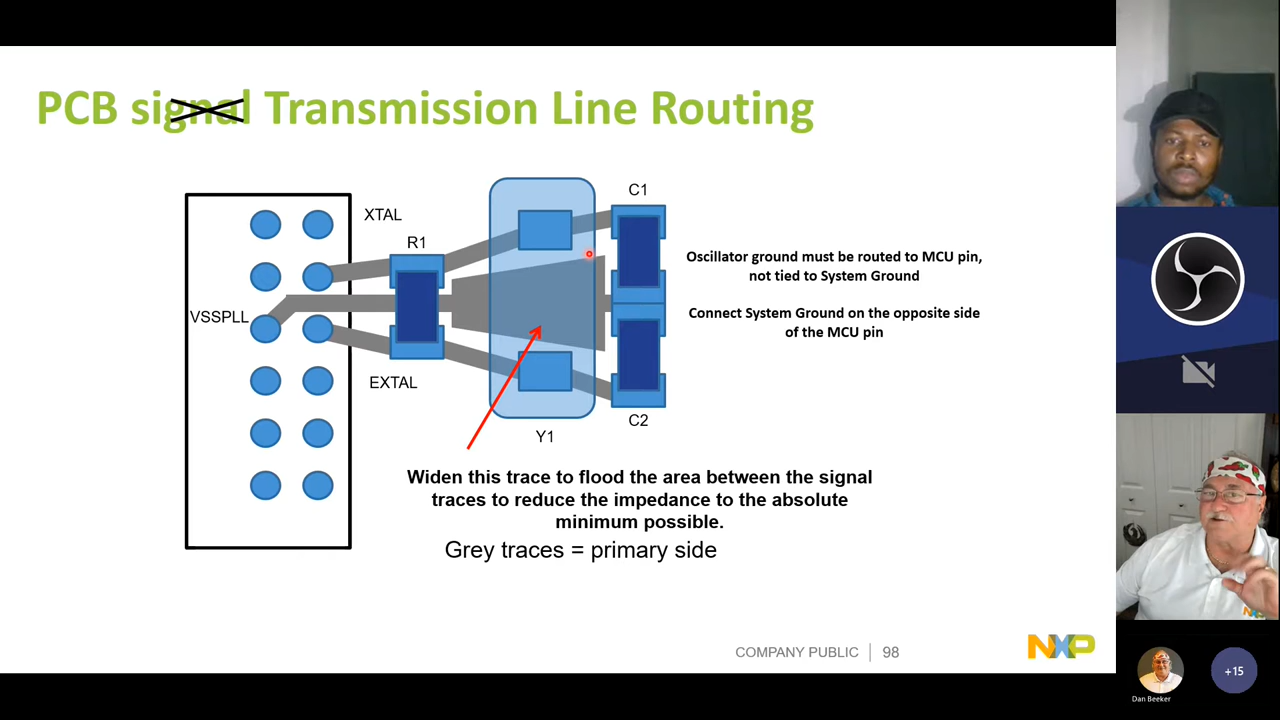 PCB signal Transmission Line Routing
XTAL
R1
C1
VSSPLL
EXTAL
Y1
C2
Oscillator ground must be routed to MCU pin,
not tied to System Ground
Connect System Ground on the opposite side
of the MCU pin
Widen this trace to flood the area between the signal
traces to reduce the impedance to the absolute
minimum possible.
Grey traces = primary side
COMPANY PUBLIC | 98
NXP
Dan Beeker
+15